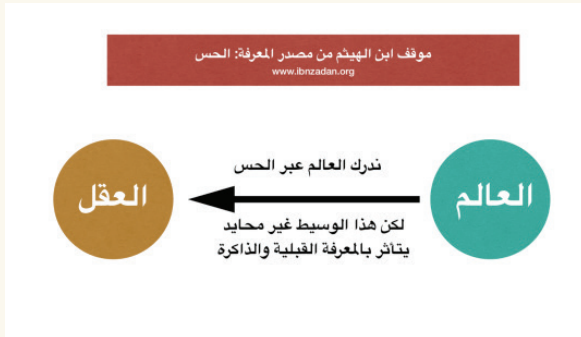 موقف ابن الهيثم من مصدر المعرفة: الحس
www.ibnzadan.org
العالم
ندرك العالم عبر الحس
لكن هذا الوسيط غير محايد
يتأثر بالمعرفة القبلية والذاكرة
العقل